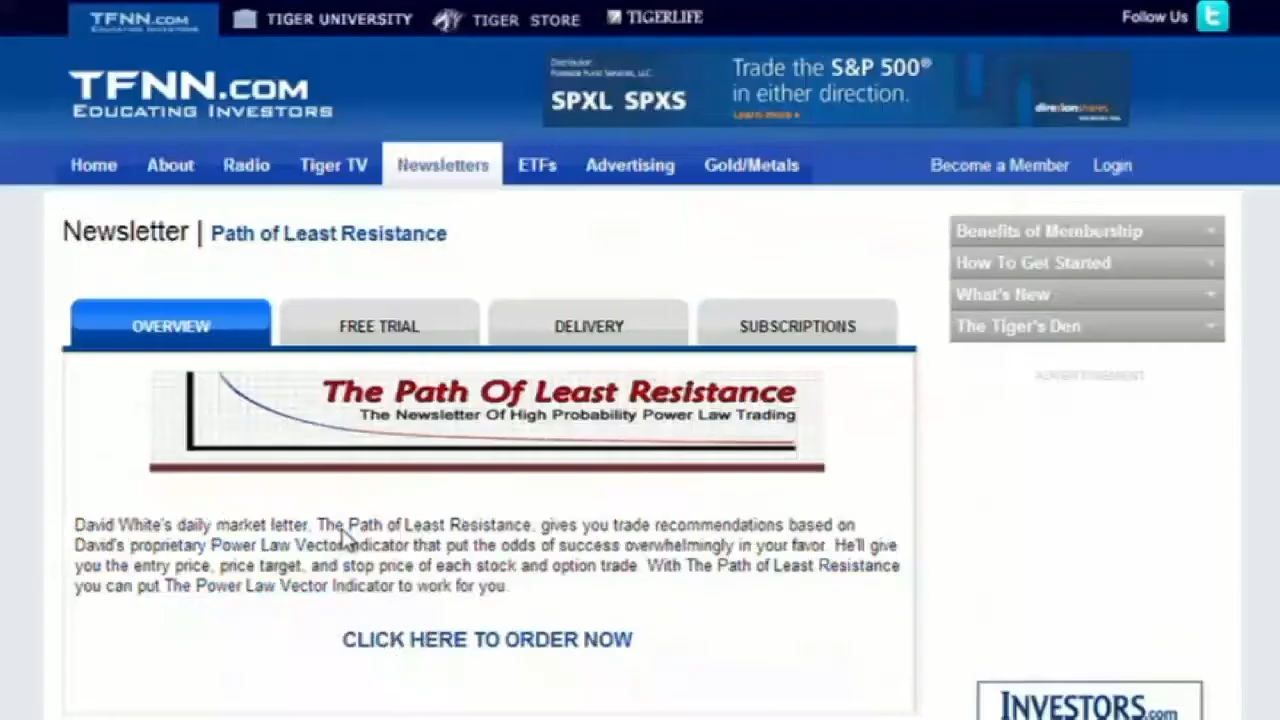 TFNN.COM
EDUCATING INVESTORS
TIGER UNIVERSITY
TIGER STORE
TIGERLIFE
Follow Us
TFNN.COM
EDUCATING INVESTORS
SPXL SPXS
Trade the S&P 500®
in either direction.
Learn more
Home About Radio Tiger TV Newsletters ETFs Advertising Gold/Metals Become a Member Login
Newsletter | Path of Least Resistance
Benefits of Membership
How To Get Started
What's New
The Tiger's Den
ADVERTISEMENT
OVERVIEW FREE TRIAL DELIVERY SUBSCRIPTIONS
The Path Of Least Resistance
The Newsletter Of High Probability Power Law Trading
David White's daily market letter, The Path of Least Resistance, gives you trade recommendations based on
David's proprietary Power Law Vector Indicator that put the odds of success overwhelmingly in your favor. He'll give
you the entry price, price target, and stop price of each stock and option trade. With The Path of Least Resistance
you can put The Power Law Vector Indicator to work for you.
CLICK HERE TO ORDER NOW
INVESTORS.com